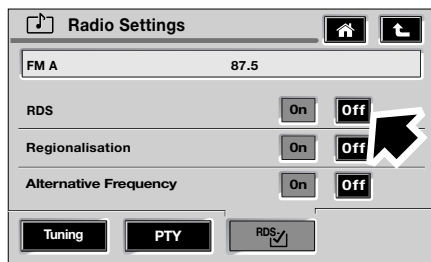 Radio Settings
FM A 87.5
RDS On Off
Regionalisation On Off
Alternative Frequency On Off
Tuning PTY RDS